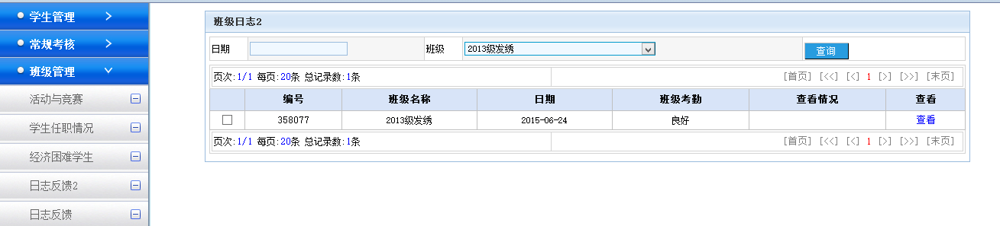 学生管理
常规考核
班级管理
活动与竞赛
学生任职情况
经济困难学生
日志反馈2
日志反馈
班级日志2
日期 班级 2013级发绣 查询
页次:1/1 每页:20条 总记录数:1条 [首页] [<<] [<] 1 [>] [>>] [末页]
编号 班级名称 日期 班级考勤 查看情况 查看
358077 2013级发绣 2015-06-24 良好 查看
页次:1/1 每页:20条 总记录数:1条 [首页] [<<] [<] 1 [>] [>>] [末页]